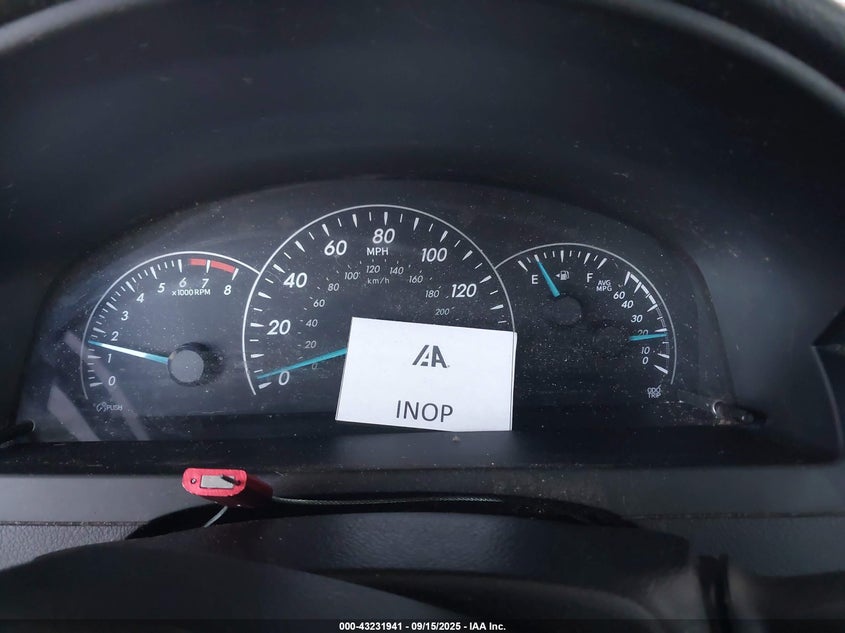 80
60 MPH 100
40 100 120 140 160 120
80 km/h 180
20 60 200
40
20
0 0
5 6 7
4 x1000 RPM 8
3
2
1
0
PUSH
E F AVG
MPG
60
40
30
20
10
0
ODO
TRIP
IAA
INOP
000-43231941 - 09/15/2025 - IAA Inc.